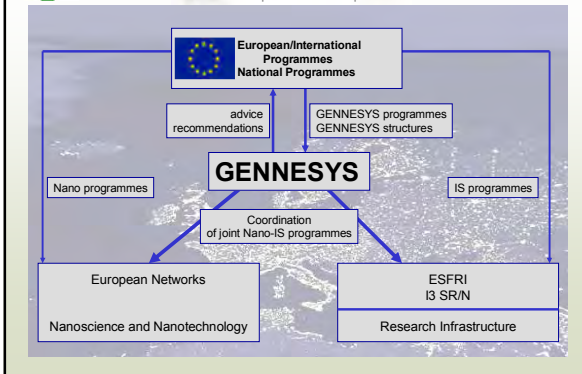 European/International
Programmes
National Programmes
advice
recommendations
GENNESYS programmes
GENNESYS structures
GENNESYS
Nano programmes
IS programmes
Coordination
of joint Nano-IS programmes
European Networks
Nanoscience and Nanotechnology
ESFRI
I3 SR/N
Research Infrastructure